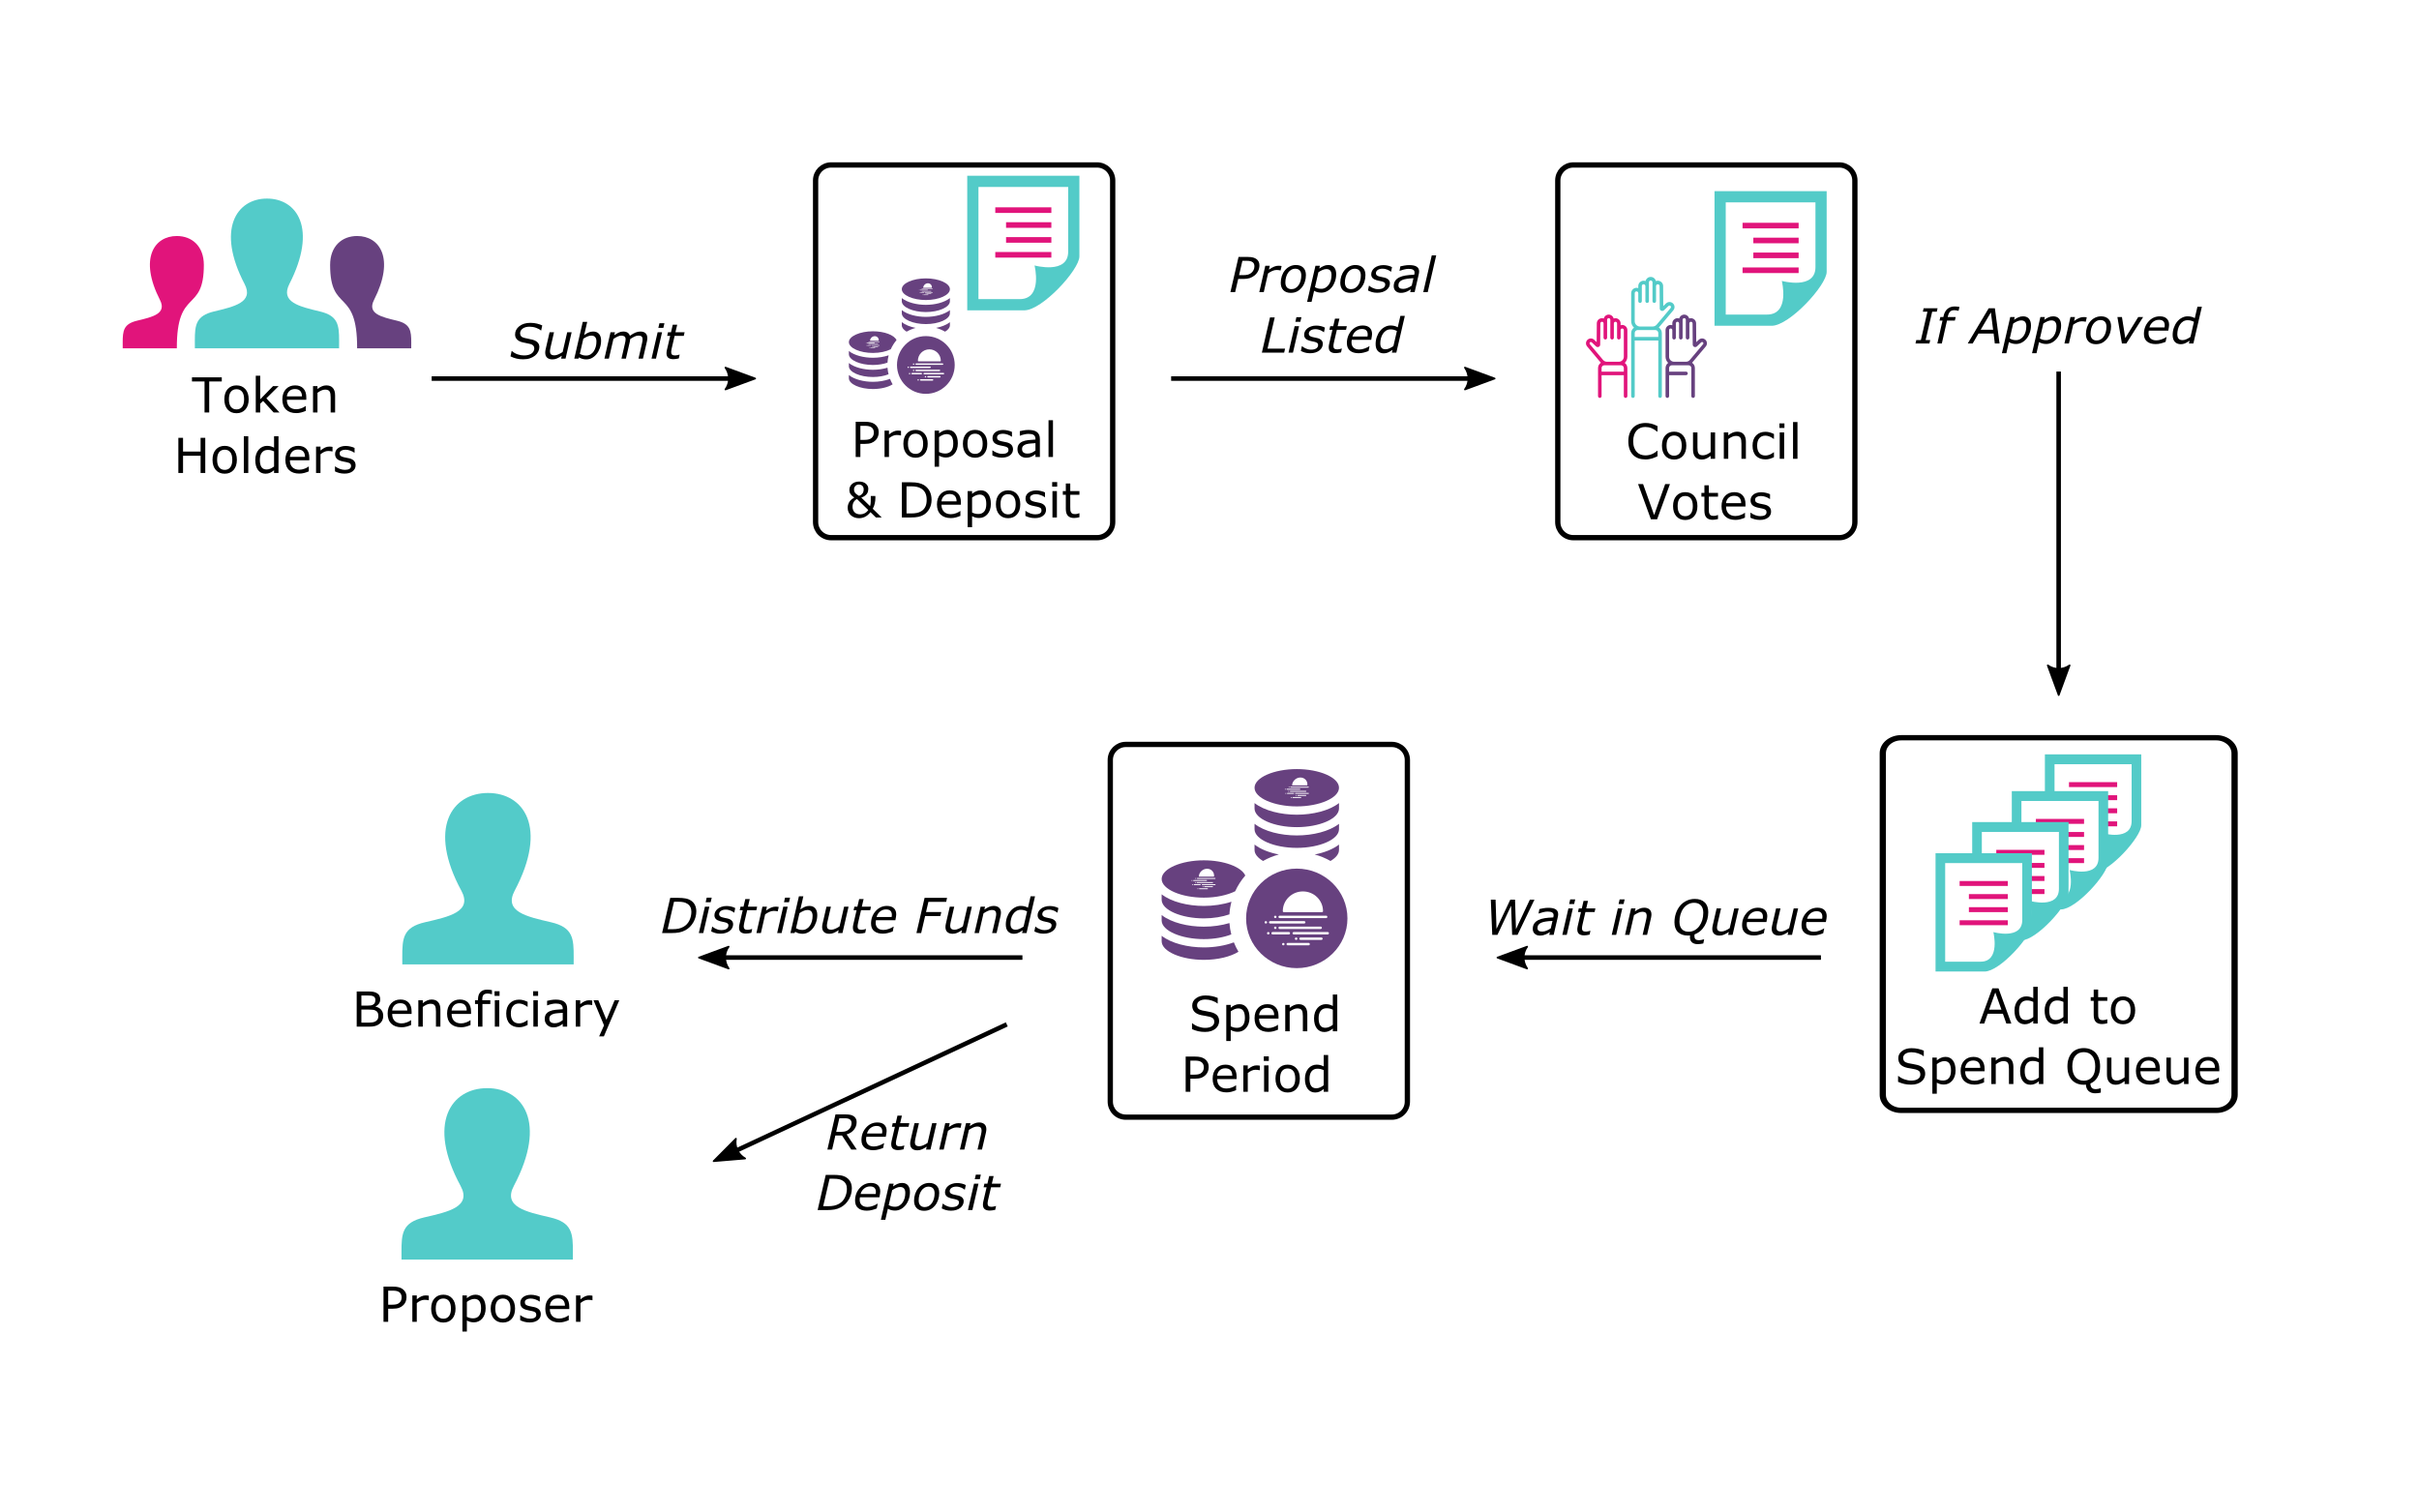 Token
Holders
Submit
Proposal
& Deposit
Proposal
Listed
Council
Votes
If Approved
Add to
Spend Queue
Wait in Queue
Spend
Period
Distribute Funds
Beneficiary
Return
Deposit
Proposer